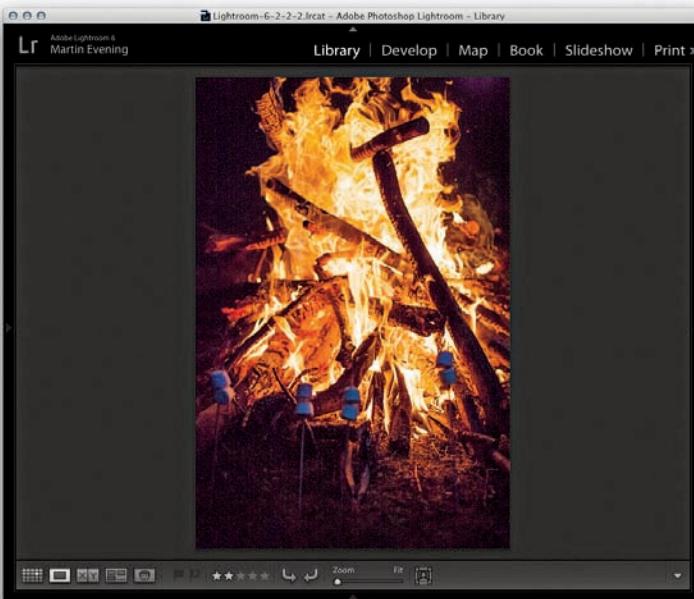 Lightroom-6-2-2-2.lrcat - Adobe Photoshop Lightroom - Library
Lr
Adobe Lightroom 6
Martin Evening
Library | Develop | Map | Book | Slideshow | Print
XY
Zoom Fit